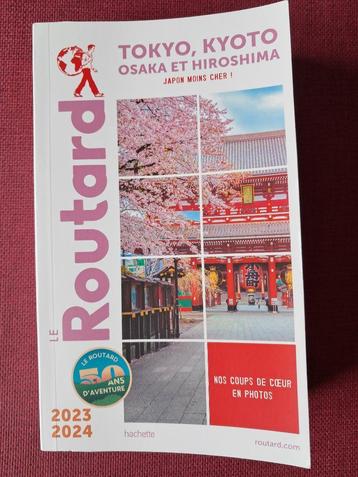 TOKYO, KYOTO
OSAKA ET HIROSHIMA
JAPON MOINS CHER !
LE
Routard
LE ROUTARD
50
ANS
D'AVENTURE
2023
2024
NOS COUPS DE CŒUR
EN PHOTOS
hachette
routard.com